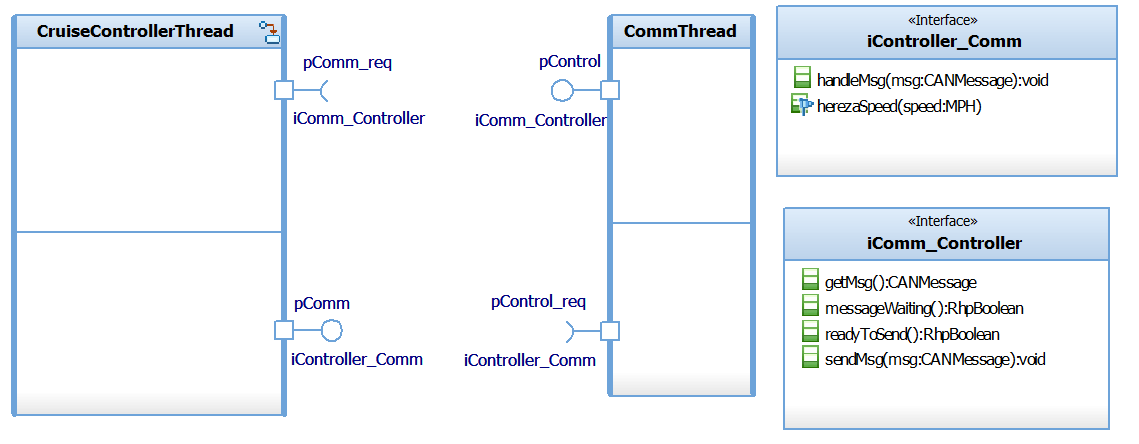 CruiseControllerThread
pComm_req
iComm_Controller
pComm
iController_Comm
CommThread
pControl
iComm_Controller
pControl_req
iController_Comm
«Interface»
iController_Comm
handleMsg(msg:CANMessage):void
herezaSpeed(speed:MPH)
«Interface»
iComm_Controller
getMsg():CANMessage
messageWaiting():RhpBoolean
readyToSend():RhpBoolean
sendMsg(msg:CANMessage):void